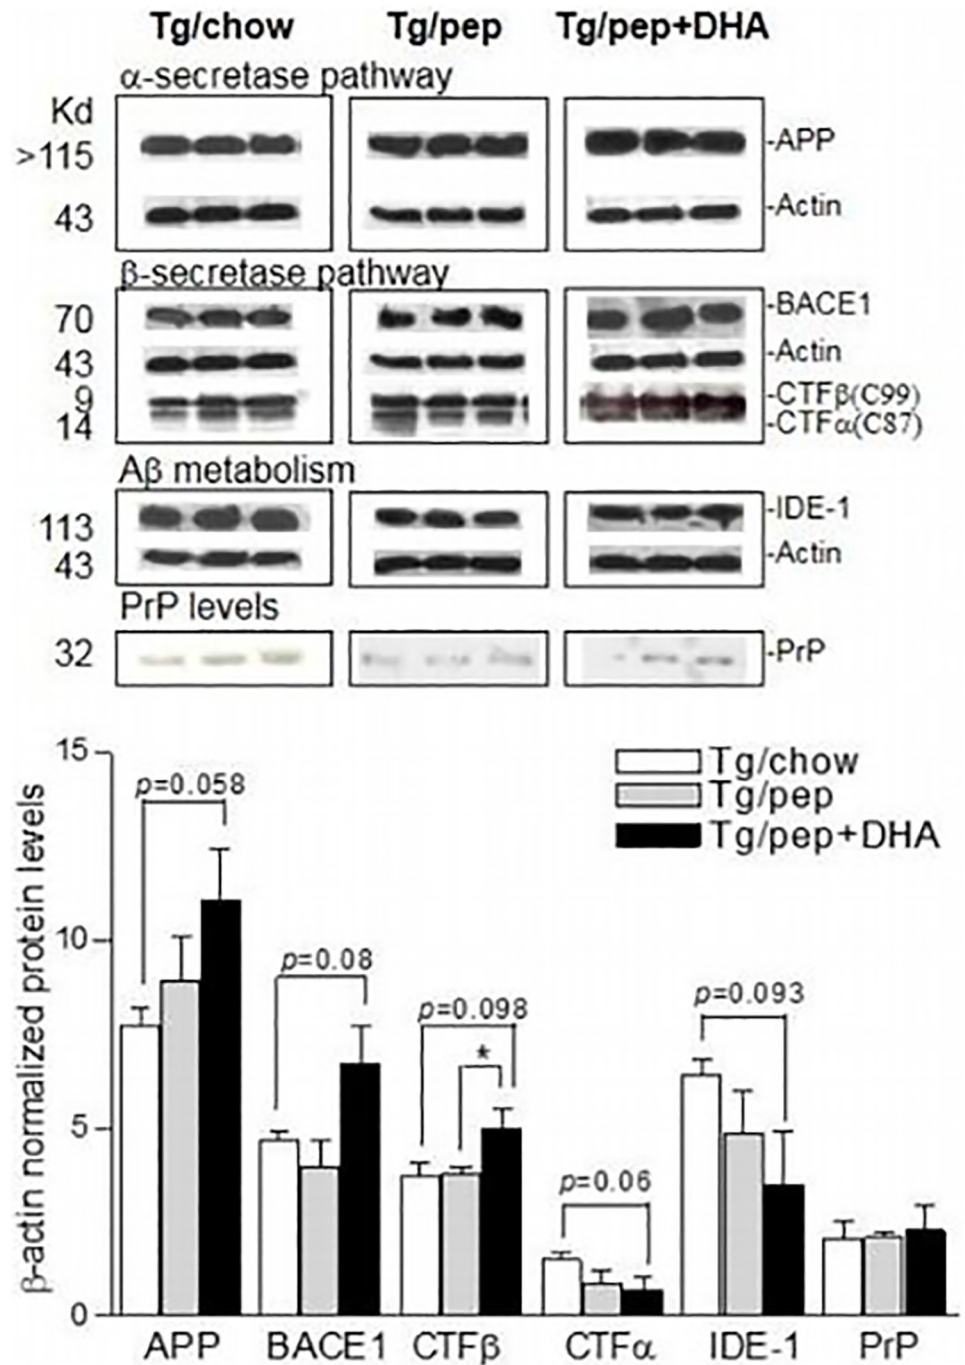 Tg/chow Tg/pep Tg/pep+DHA
α-secretase pathway
Kd
>115 -APP
43 -Actin
β-secretase pathway
70 -BACE1
43 -Actin
9 -CTFβ(C99)
14 -CTFα(C87)
Aβ metabolism
113 -IDE-1
43 -Actin
PrP levels
32 -PrP
β-actin normalized protein levels
15
10
5
0
Tg/chow
Tg/pep
Tg/pep+DHA
p=0.058
p=0.08
p=0.098
*
p=0.06
p=0.093
APP BACE1 CTFβ CTFα IDE-1 PrP